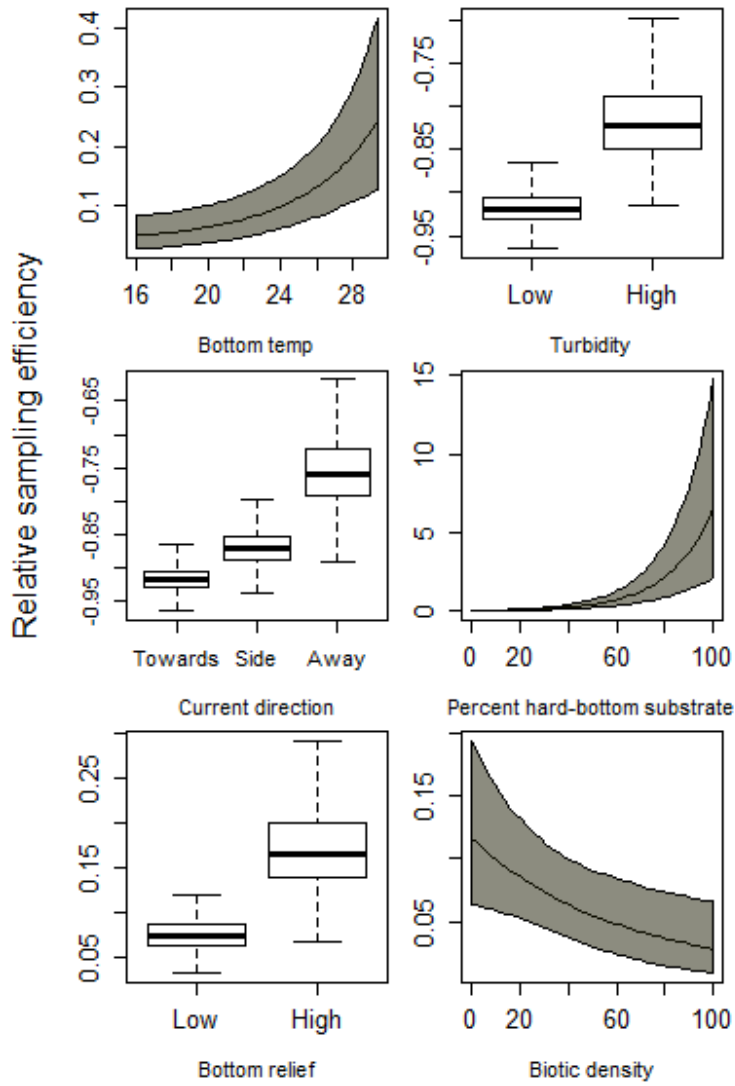 Relative sampling efficiency
0.4
0.3
0.2
0.1
16 20 24 28
Bottom temp
-0.75
-0.85
-0.95
Low High
Turbidity
-0.65
-0.75
-0.85
-0.95
Towards Side Away
Current direction
15
10
5
0
0 20 60 100
Percent hard-bottom substrate
0.25
0.15
0.05
Low High
Bottom relief
0.15
0.05
0 20 60 100
Biotic density